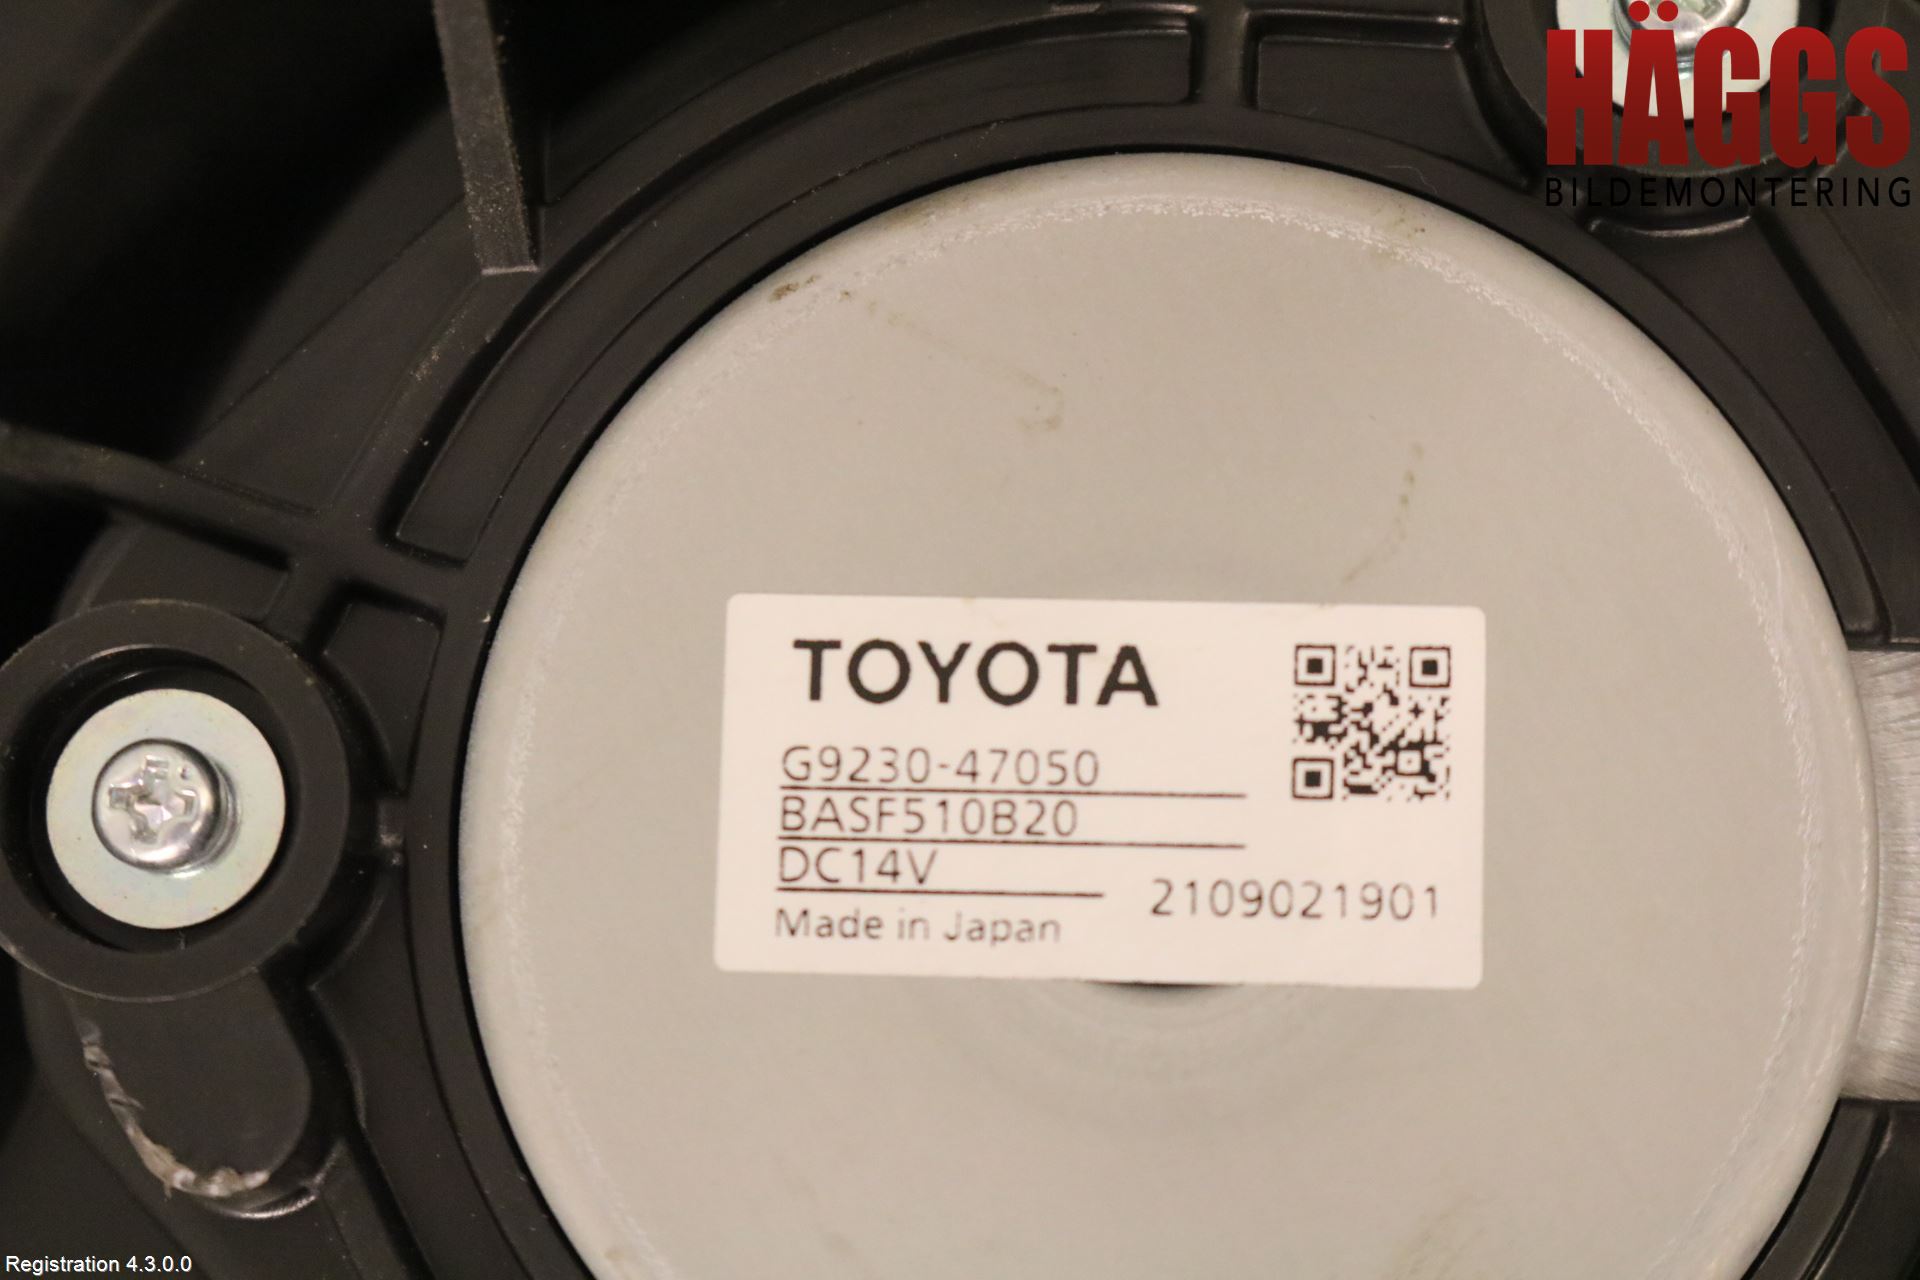 HÄGGS
BILDEMONTERING
TOYOTA
G9230-47050
BASF510B20
DC14V
2109021901
Made in Japan
Registration 4.3.0.0